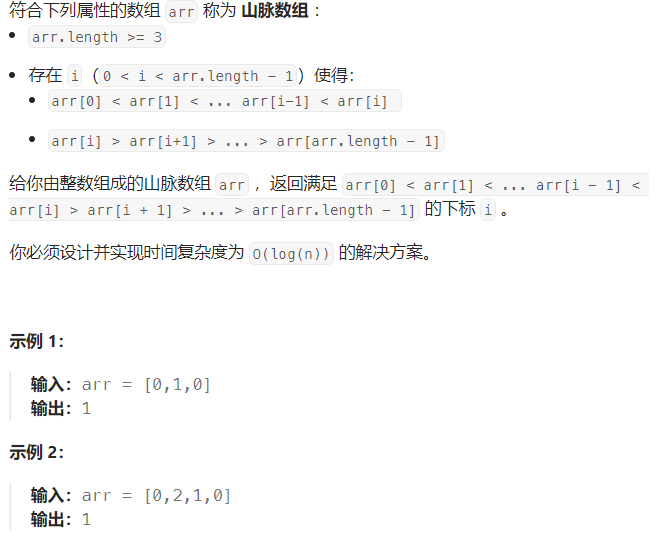 符合下列属性的数组 arr 称为 山脉数组 ：
arr.length >= 3
存在 i（0 < i < arr.length - 1）使得：
arr[0] < arr[1] < ... arr[i-1] < arr[i]
arr[i] > arr[i+1] > ... > arr[arr.length - 1]
给你由整数组成的山脉数组 arr ，返回满足 arr[0] < arr[1] < ... arr[i - 1] <
arr[i] > arr[i + 1] > ... > arr[arr.length - 1] 的下标 i 。
你必须设计并实现时间复杂度为 O(log(n)) 的解决方案。
示例 1：
输入：arr = [0,1,0]
输出：1
示例 2：
输入：arr = [0,2,1,0]
输出：1